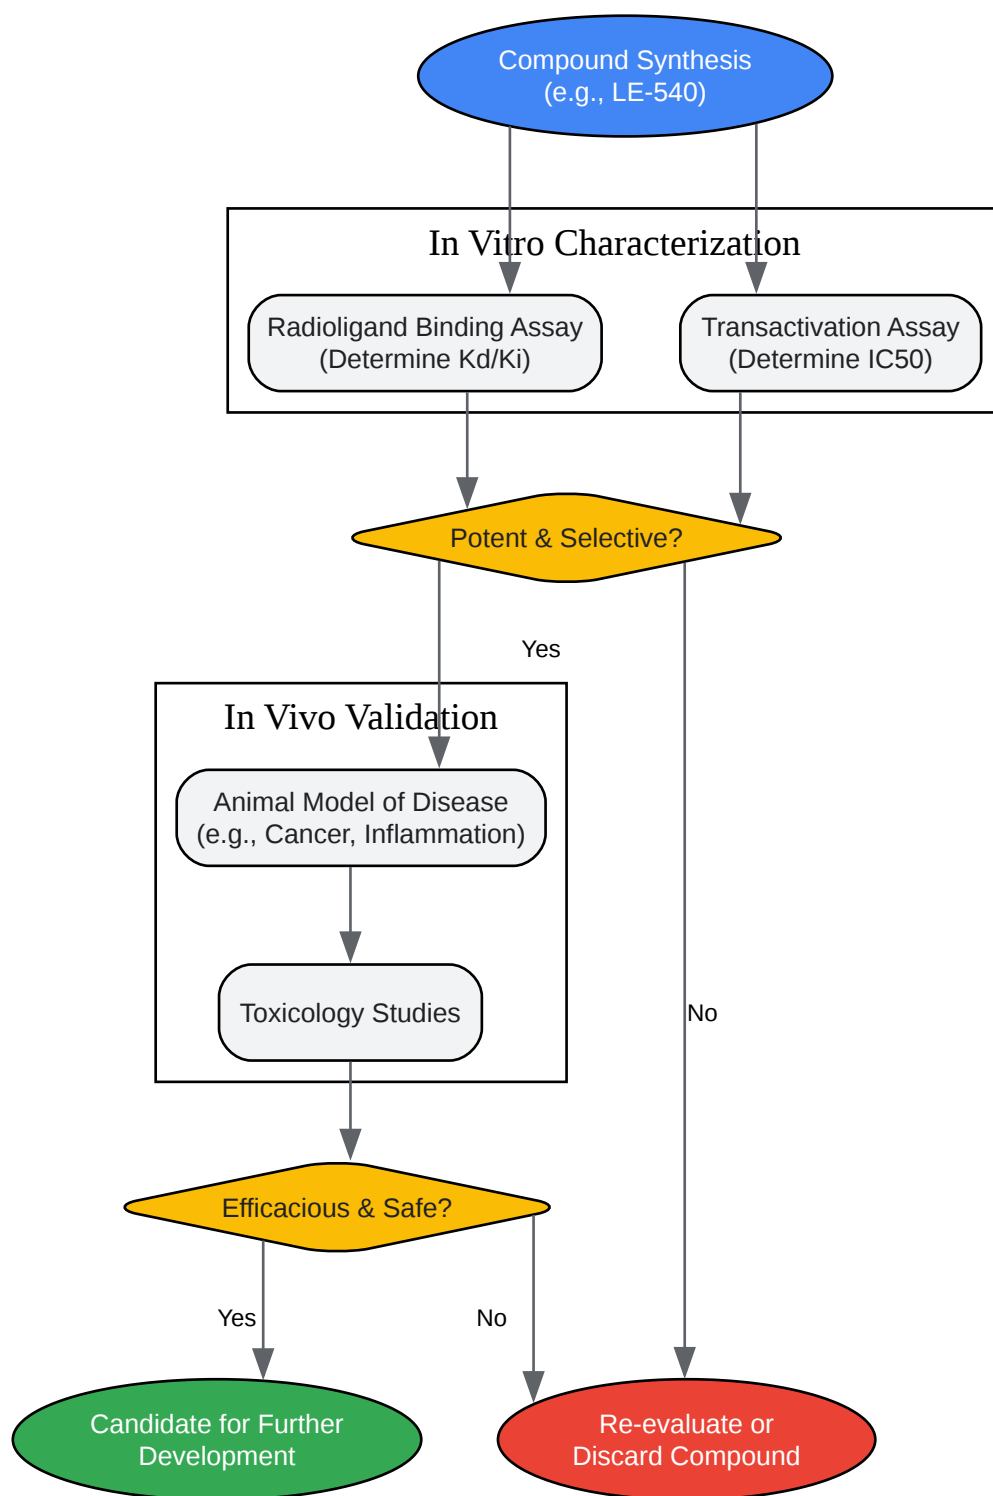 Compound Synthesis
(e.g., LE-540)
In Vitro Characterization
Radioligand Binding Assay
(Determine Kd/Ki)
Transactivation Assay
(Determine IC50)
Potent & Selective?
Yes
In Vivo Validation
Animal Model of Disease
(e.g., Cancer, Inflammation)
Toxicology Studies
No
Efficacious & Safe?
Yes
No
Candidate for Further
Development
Re-evaluate or
Discard Compound